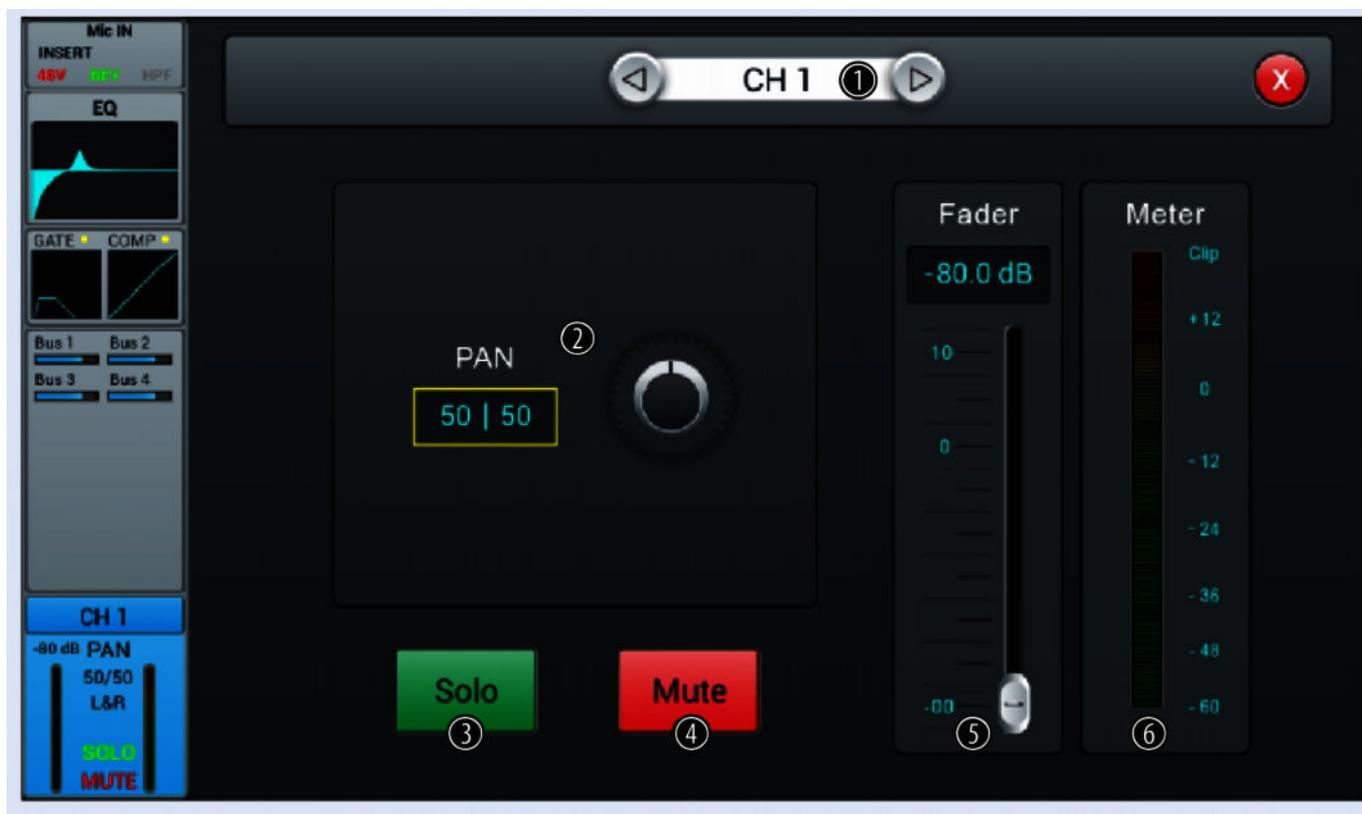 Mic IN
INSERT
48V REV HPF
EQ
GATE COMP
Bus 1 Bus 2
Bus 3 Bus 4
CH 1
-80 dB PAN
50/50
L&R
SOLO
MUTE
CH 1 ①
X
PAN ②
50 | 50
Solo
③
Mute
④
Fader
-80.0 dB
10
0
-00
⑤
Meter
Clip
+12
0
-12
-24
-36
-48
-60
⑥